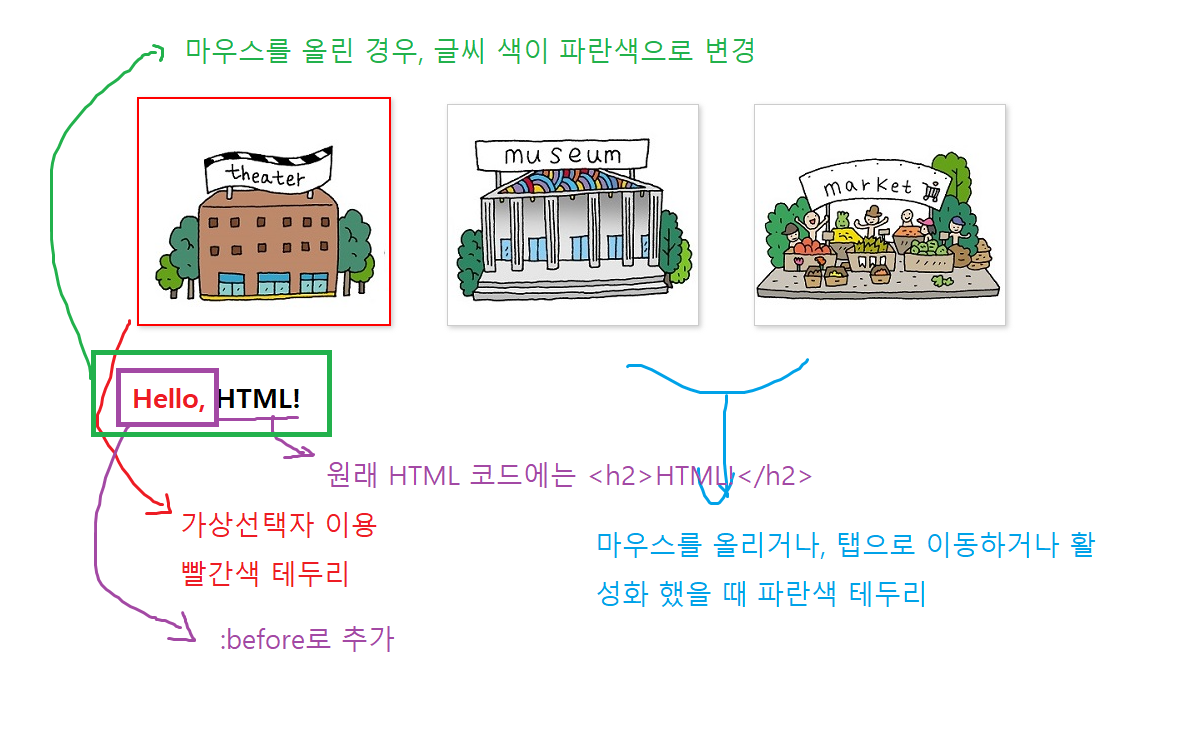 마우스를 올린 경우, 글씨 색이 파란색으로 변경
theater
museum
market
Hello, HTML!
원래 HTML 코드에는 <h2>HTML!</h2>
가상선택자 이용
빨간색 테두리
마우스를 올리거나, 탭으로 이동하거나 활
성화 했을 때 파란색 테두리
:before로 추가